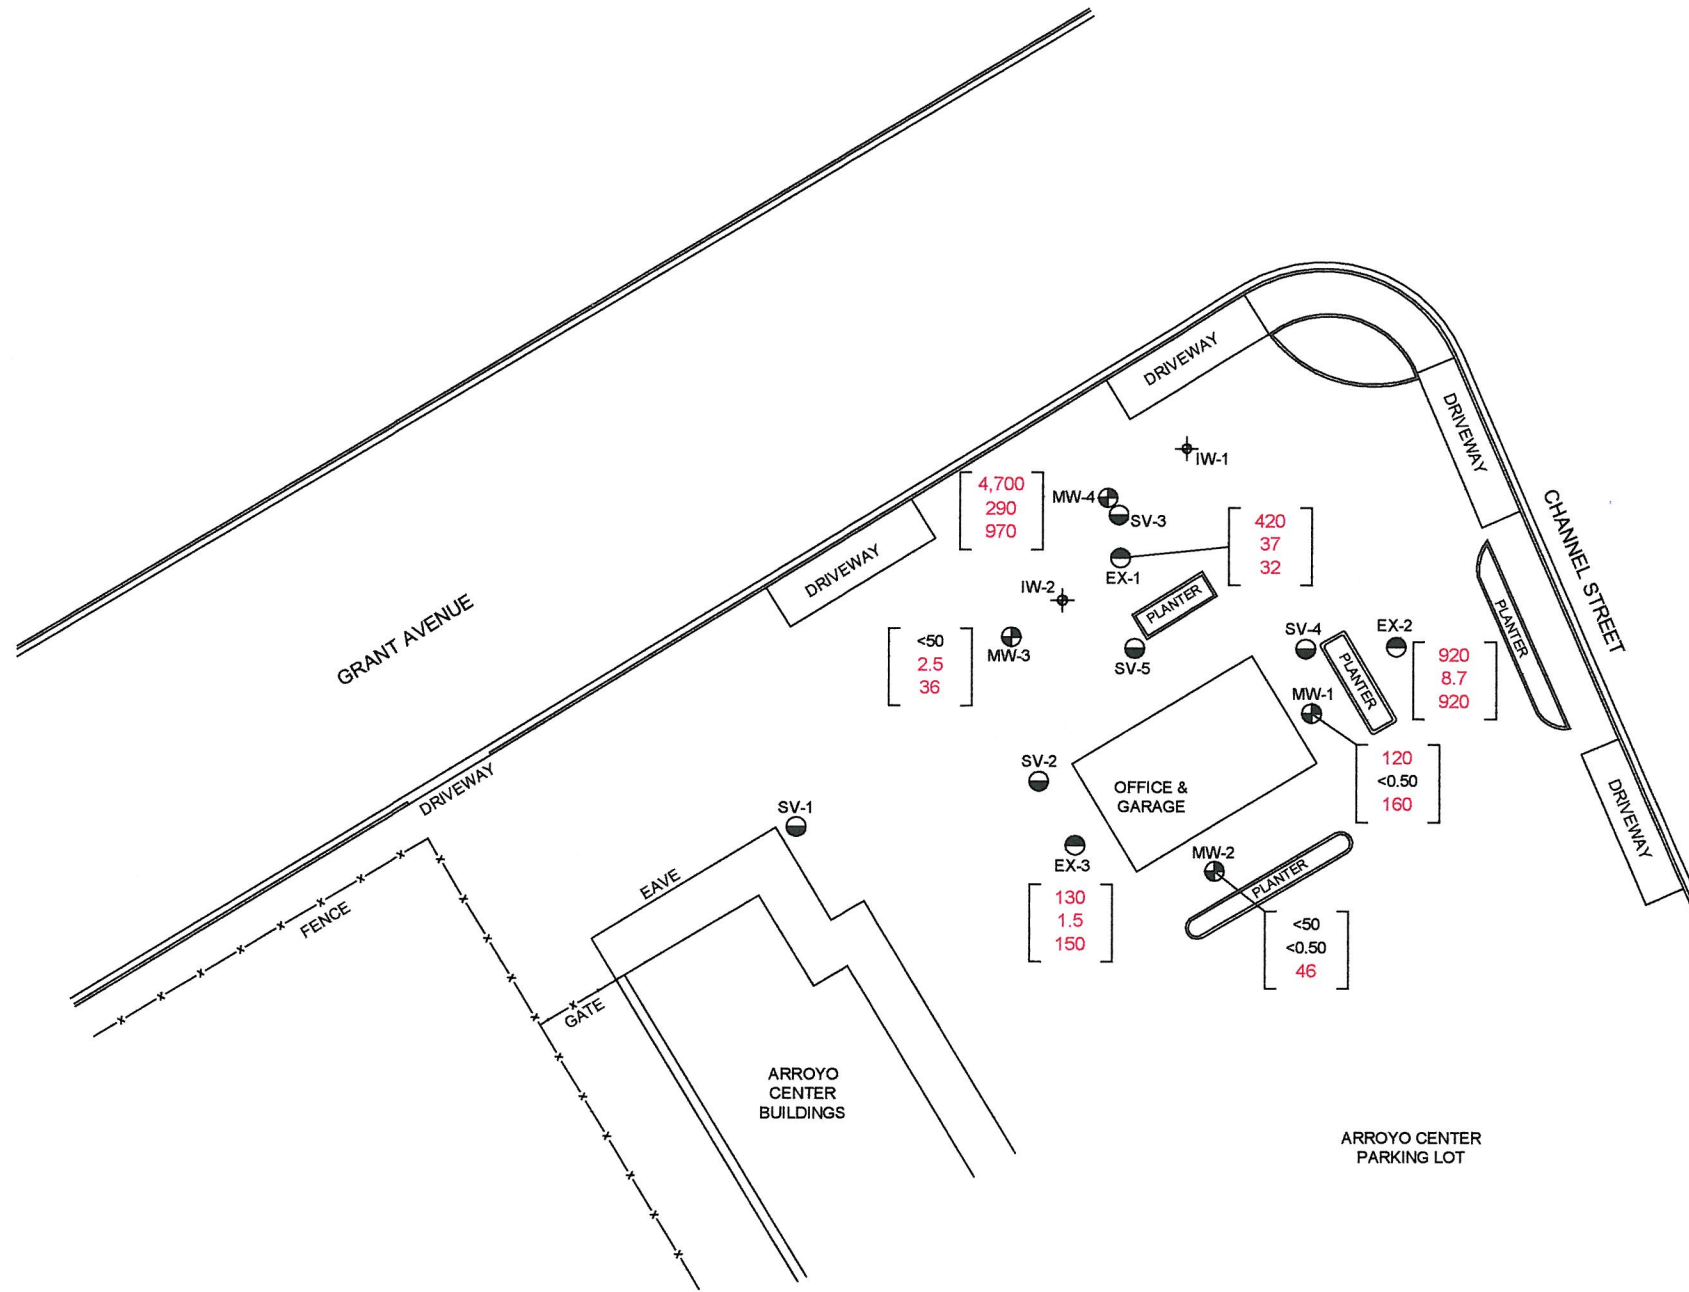 DRIVEWAY
DRIVEWAY
IW-1
4,700
290
970
MW-4
SV-3
CHANNEL STREET
420
37
32
EX-1
DRIVEWAY
IW-2
PLANTER
GRANT AVENUE
<50
2.5
36
MW-3
SV-5
SV-4
EX-2
PLANTER
PLANTER
920
8.7
920
MW-1
120
<0.50
160
SV-2
OFFICE &
GARAGE
DRIVEWAY
DRIVEWAY
SV-1
EX-3
130
1.5
150
MW-2
PLANTER
<50
<0.50
46
EAVE
FENCE
GATE
ARROYO
CENTER
BUILDINGS
ARROYO CENTER
PARKING LOT